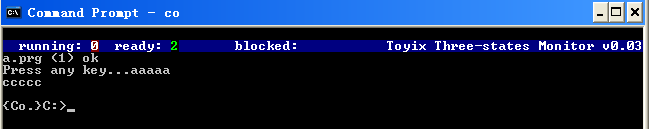 Command Prompt - co
running: 0 ready: 2 blocked: Toyix Three-states Monitor v0.03
a.prg (1) ok
Press any key...aaaaa
ccccc
{Co.}C:>_